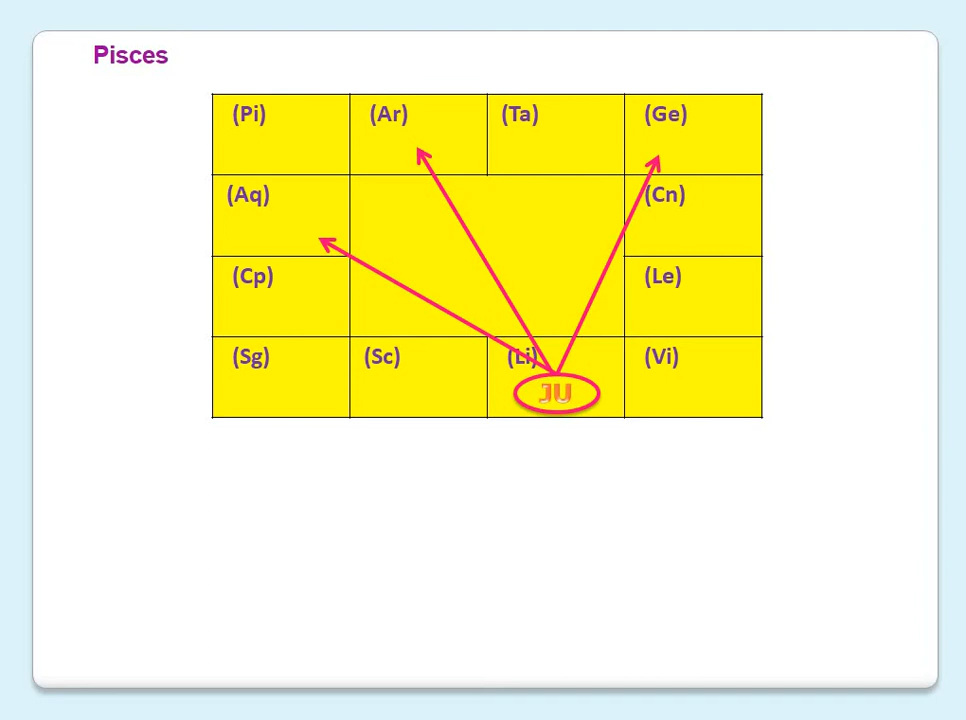 Pisces
(Pi) (Ar) (Ta) (Ge)
(Aq) (Cn)
(Cp) (Le)
(Sg) (Sc) (Li) (Vi)
JU